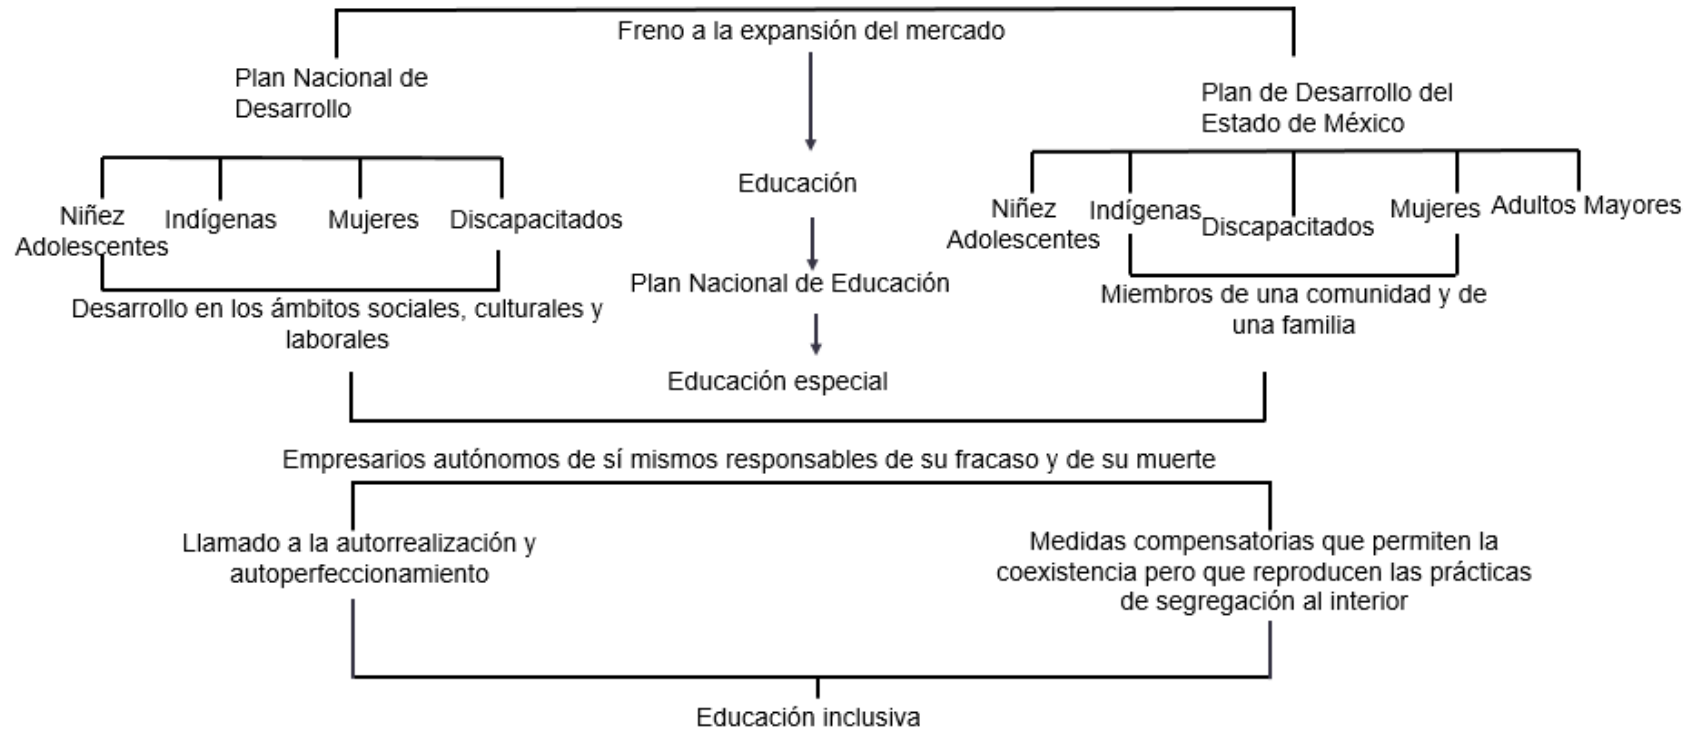 Freno a la expansión del mercado
Plan Nacional de
Desarrollo
Plan de Desarrollo del
Estado de México
Educación
Niñez
Adolescentes
Indígenas
Mujeres
Discapacitados
Niñez
Adolescentes
Indígenas
Discapacitados
Mujeres
Adultos Mayores
Desarrollo en los ámbitos sociales, culturales y
laborales
Plan Nacional de Educación
Miembros de una comunidad y de
una familia
Educación especial
Empresarios autónomos de sí mismos responsables de su fracaso y de su muerte
Llamado a la autorrealización y
autoperfeccionamiento
Medidas compensatorias que permiten la
coexistencia pero que reproducen las prácticas
de segregación al interior
Educación inclusiva